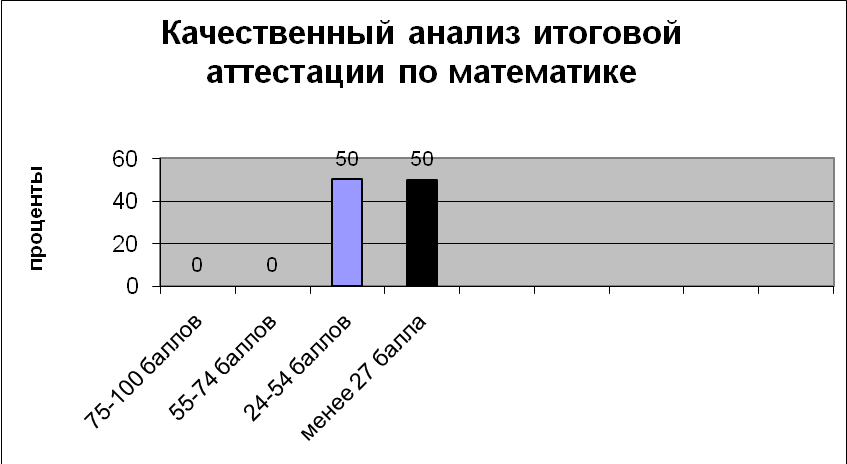 Качественный анализ итоговой
аттестации по математике
проценты
60
40
20
0
0
0
50
50
75-100 баллов
55-74 баллов
24-54 баллов
менее 27 балла